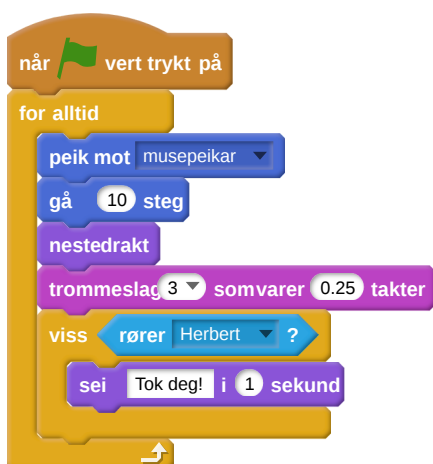 når vert trykt på
for alltid
peik mot musepeikar
gå 10 steg
nestedrakt
trommeslag 3 somvarer 0.25 takter
viss rører Herbert ?
sei Tok deg! i 1 sekund